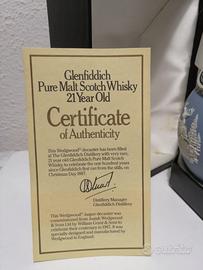 Glenfiddich
Pure Malt Scotch Whisky
21 Year Old
Certificate
of Authenticity
This Wedgwood decanter has been filled
at The Glenfiddich Distillery with very rare,
21 year old Glenfiddich Pure Malt Scotch
Whisky to celebrate the one hundred years
since Glenfiddich first ran from the stills, on
Christmas Day 1887.
Distillery Manager
Glenfiddich Distillery
This Wedgwood Jasper decanter was
commissioned from Josiah Wedgwood
& Sons Ltd by William Grant & Sons to
celebrate their centenary in 1987. It was
specially designed and manufactured by
Wedgwood in England.
subito